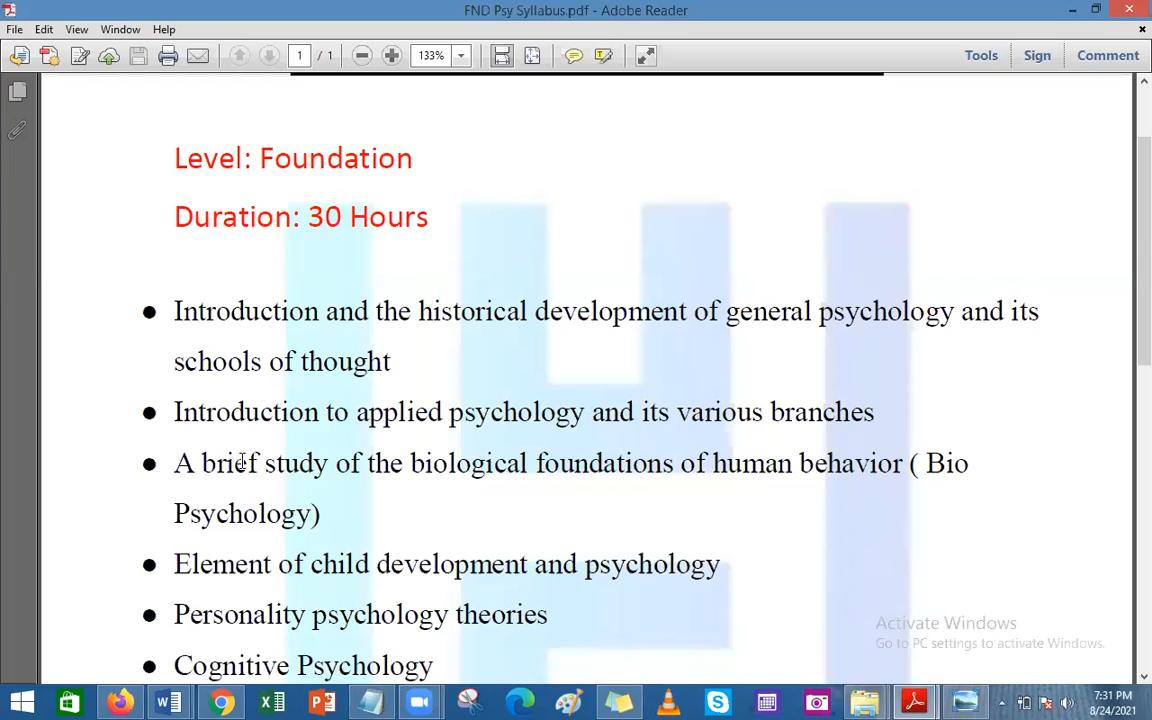 FND Psy Syllabus.pdf - Adobe Reader
File Edit View Window Help
1 / 1 133% Tools Sign Comment
Level: Foundation
Duration: 30 Hours
● Introduction and the historical development of general psychology and its
schools of thought
● Introduction to applied psychology and its various branches
● A brief study of the biological foundations of human behavior ( Bio
Psychology)
● Element of child development and psychology
● Personality psychology theories
● Cognitive Psychology
Activate Windows
Go to PC settings to activate Windows.
7:31 PM
8/24/2021